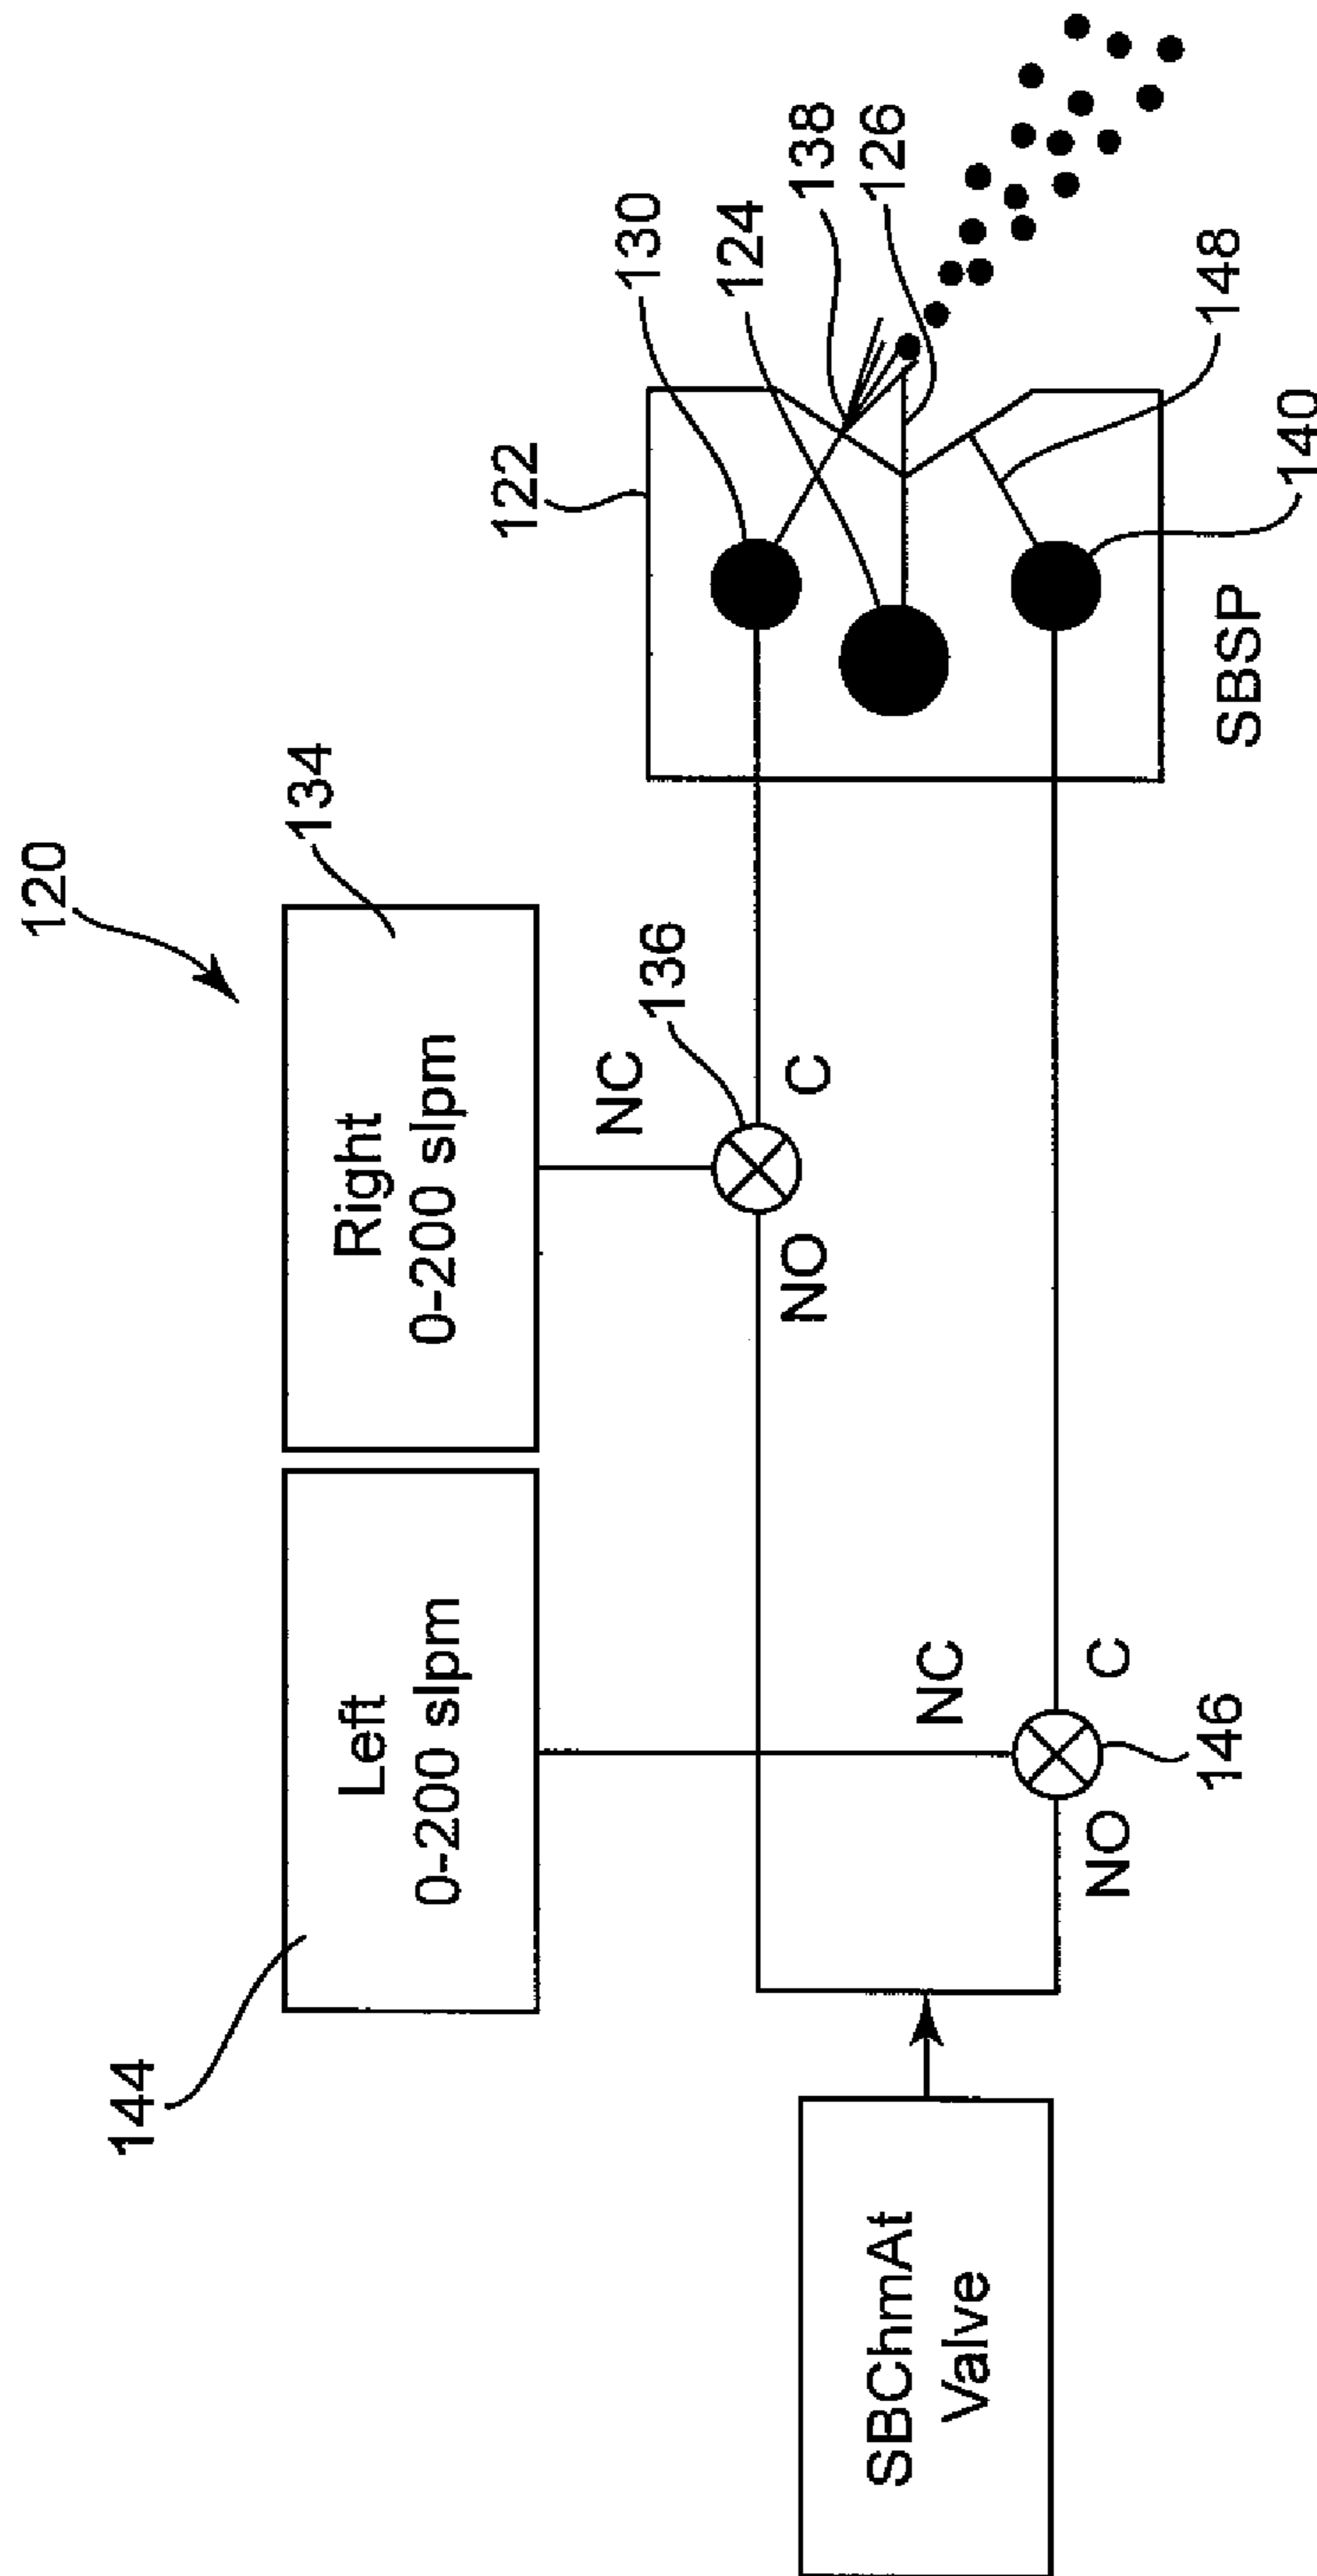 120
144
134
Left
0-200 slpm
Right
0-200 slpm
NC
136
NO
C
122
130
138
124
126
SBChmAt
Valve
NC
NO
C
146
148
140
SBSP